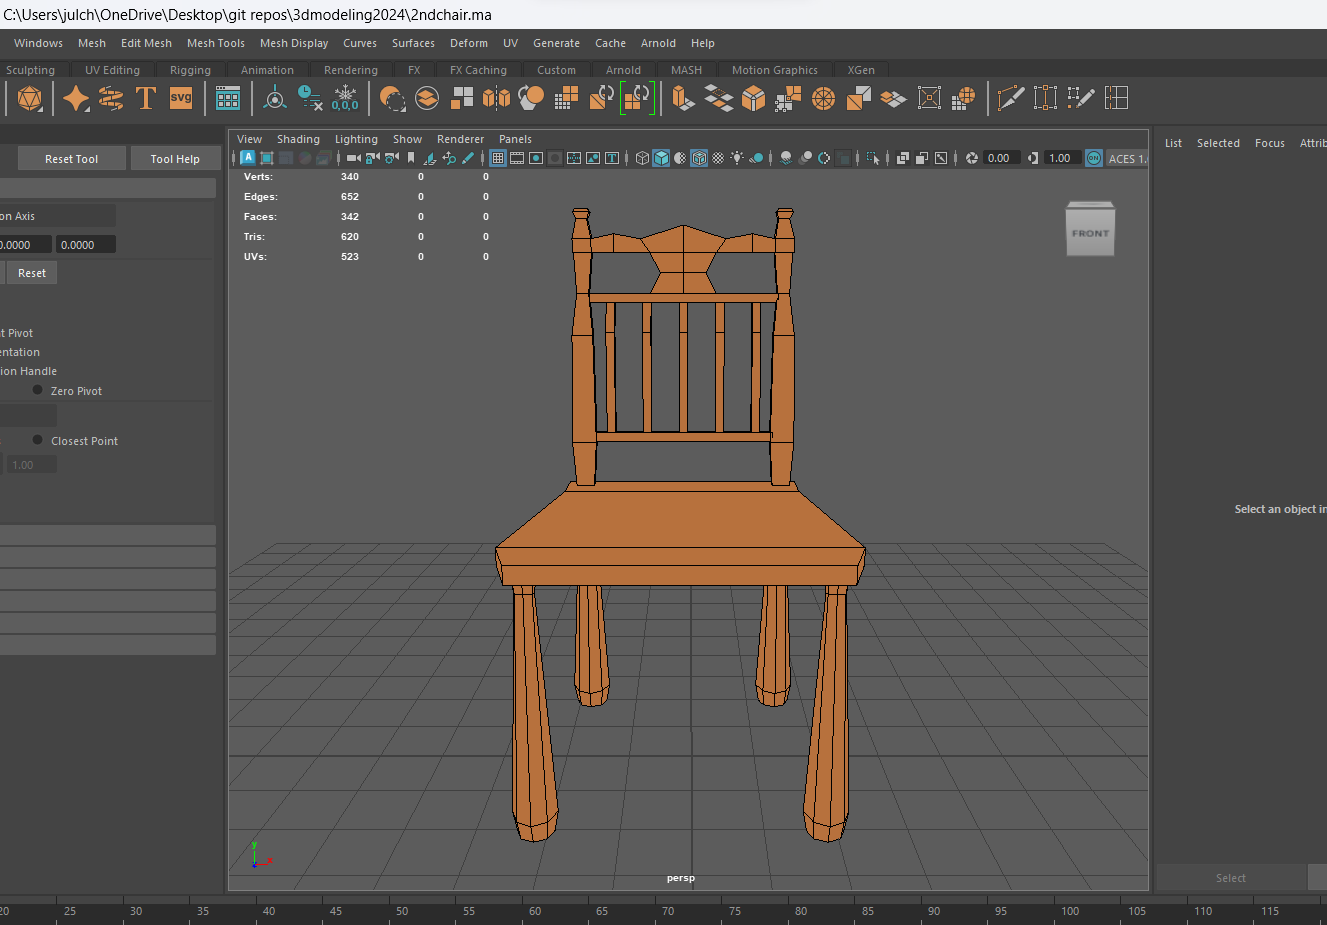 C:\Users\julch\OneDrive\Desktop\git repos\3dmodeling2024\2ndchair.ma
Windows Mesh Edit Mesh Mesh Tools Mesh Display Curves Surfaces Deform UV Generate Cache Arnold Help
Sculpting UV Editing Rigging Animation Rendering FX FX Caching Custom Arnold MASH Motion Graphics XGen
T SVG 0,0,0
View Shading Lighting Show Renderer Panels
List Selected Focus Attrib
Reset Tool Tool Help
A T 0.00 1.00 ON ACES 1.
Verts: 340 0 0
Edges: 652 0 0
Faces: 342 0 0
Tris: 620 0 0
UVs: 523 0 0
on Axis
0.0000 0.0000
Reset
t Pivot
entation
ion Handle
Zero Pivot
Closest Point
1.00
FRONT
Select an object in
y
x
persp
Select
20 25 30 35 40 45 50 55 60 65 70 75 80 85 90 95 100 105 110 115